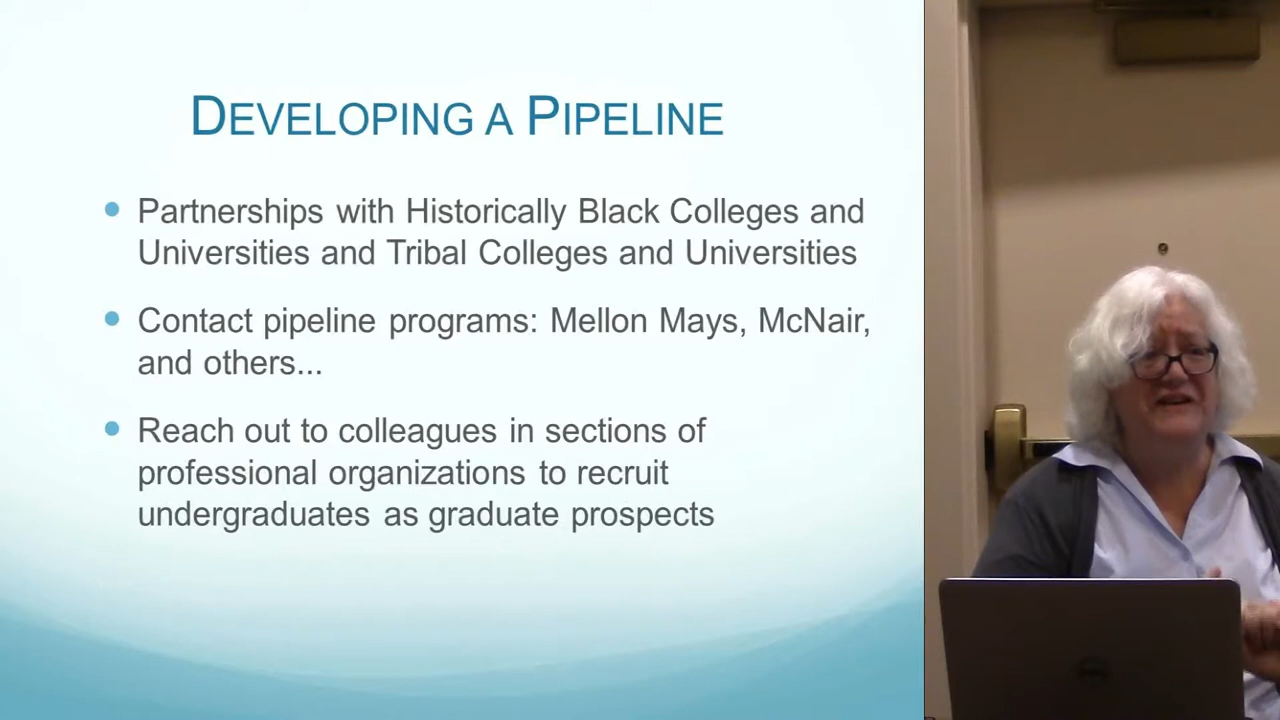 DEVELOPING A PIPELINE
Partnerships with Historically Black Colleges and
Universities and Tribal Colleges and Universities
Contact pipeline programs: Mellon Mays, McNair,
and others...
Reach out to colleagues in sections of
professional organizations to recruit
undergraduates as graduate prospects